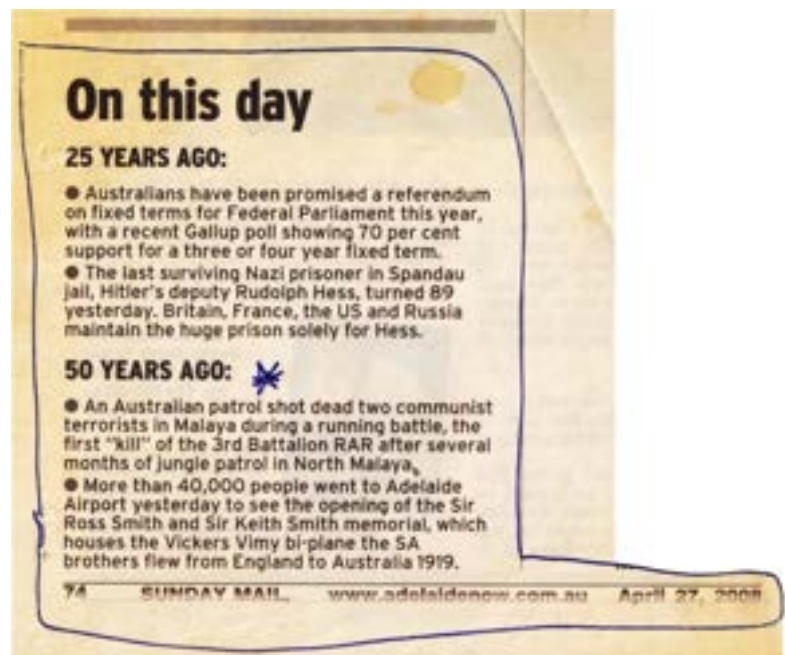 On this day
25 YEARS AGO:
● Australians have been promised a referendum
on fixed terms for Federal Parliament this year,
with a recent Gallup poll showing 70 per cent
support for a three or four year fixed term.
● The last surviving Nazi prisoner in Spandau
jail, Hitler's deputy Rudolph Hess, turned 89
yesterday. Britain, France, the US and Russia
maintain the huge prison solely for Hess.
50 YEARS AGO:
● An Australian patrol shot dead two communist
terrorists in Malaya during a running battle, the
first "kill" of the 3rd Battalion RAR after several
months of jungle patrol in North Malaya.
● More than 40,000 people went to Adelaide
Airport yesterday to see the opening of the Sir
Ross Smith and Sir Keith Smith memorial, which
houses the Vickers Vimy bi-plane the SA
brothers flew from England to Australia 1919.
74 SUNDAY MAIL, www.adelaidenow.com.au April 27, 2008